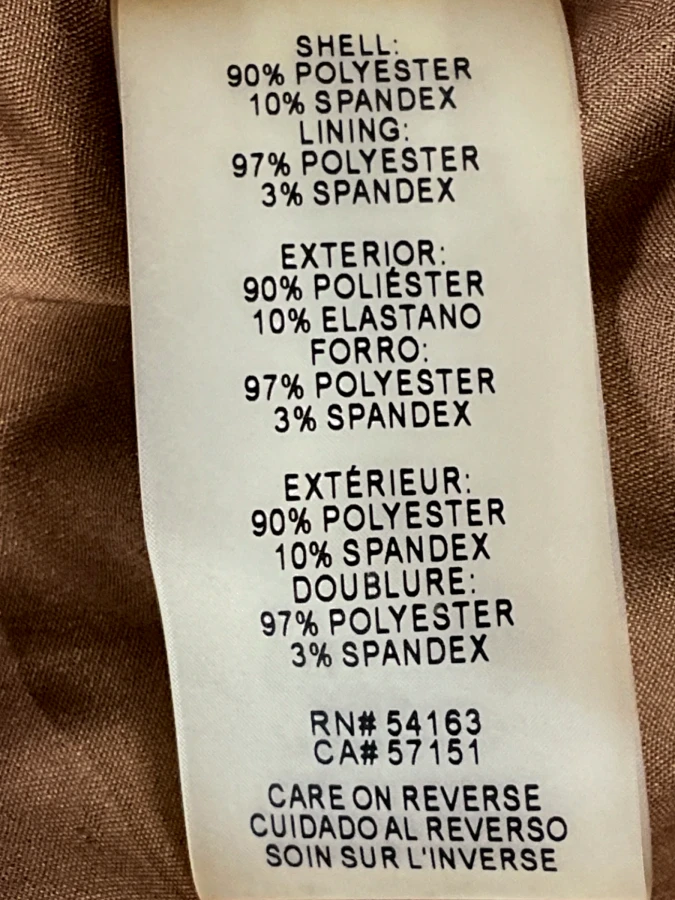 SHELL:
90% POLYESTER
10% SPANDEX
LINING:
97% POLYESTER
3% SPANDEX
EXTERIOR:
90% POLIÉSTER
10% ELASTANO
FORRO:
97% POLYESTER
3% SPANDEX
EXTÉRIEUR:
90% POLYESTER
10% SPANDEX
DOUBLURE:
97% POLYESTER
3% SPANDEX
RN# 54163
CA# 57151
CARE ON REVERSE
CUIDADO AL REVERSO
SOIN SUR L'INVERSE